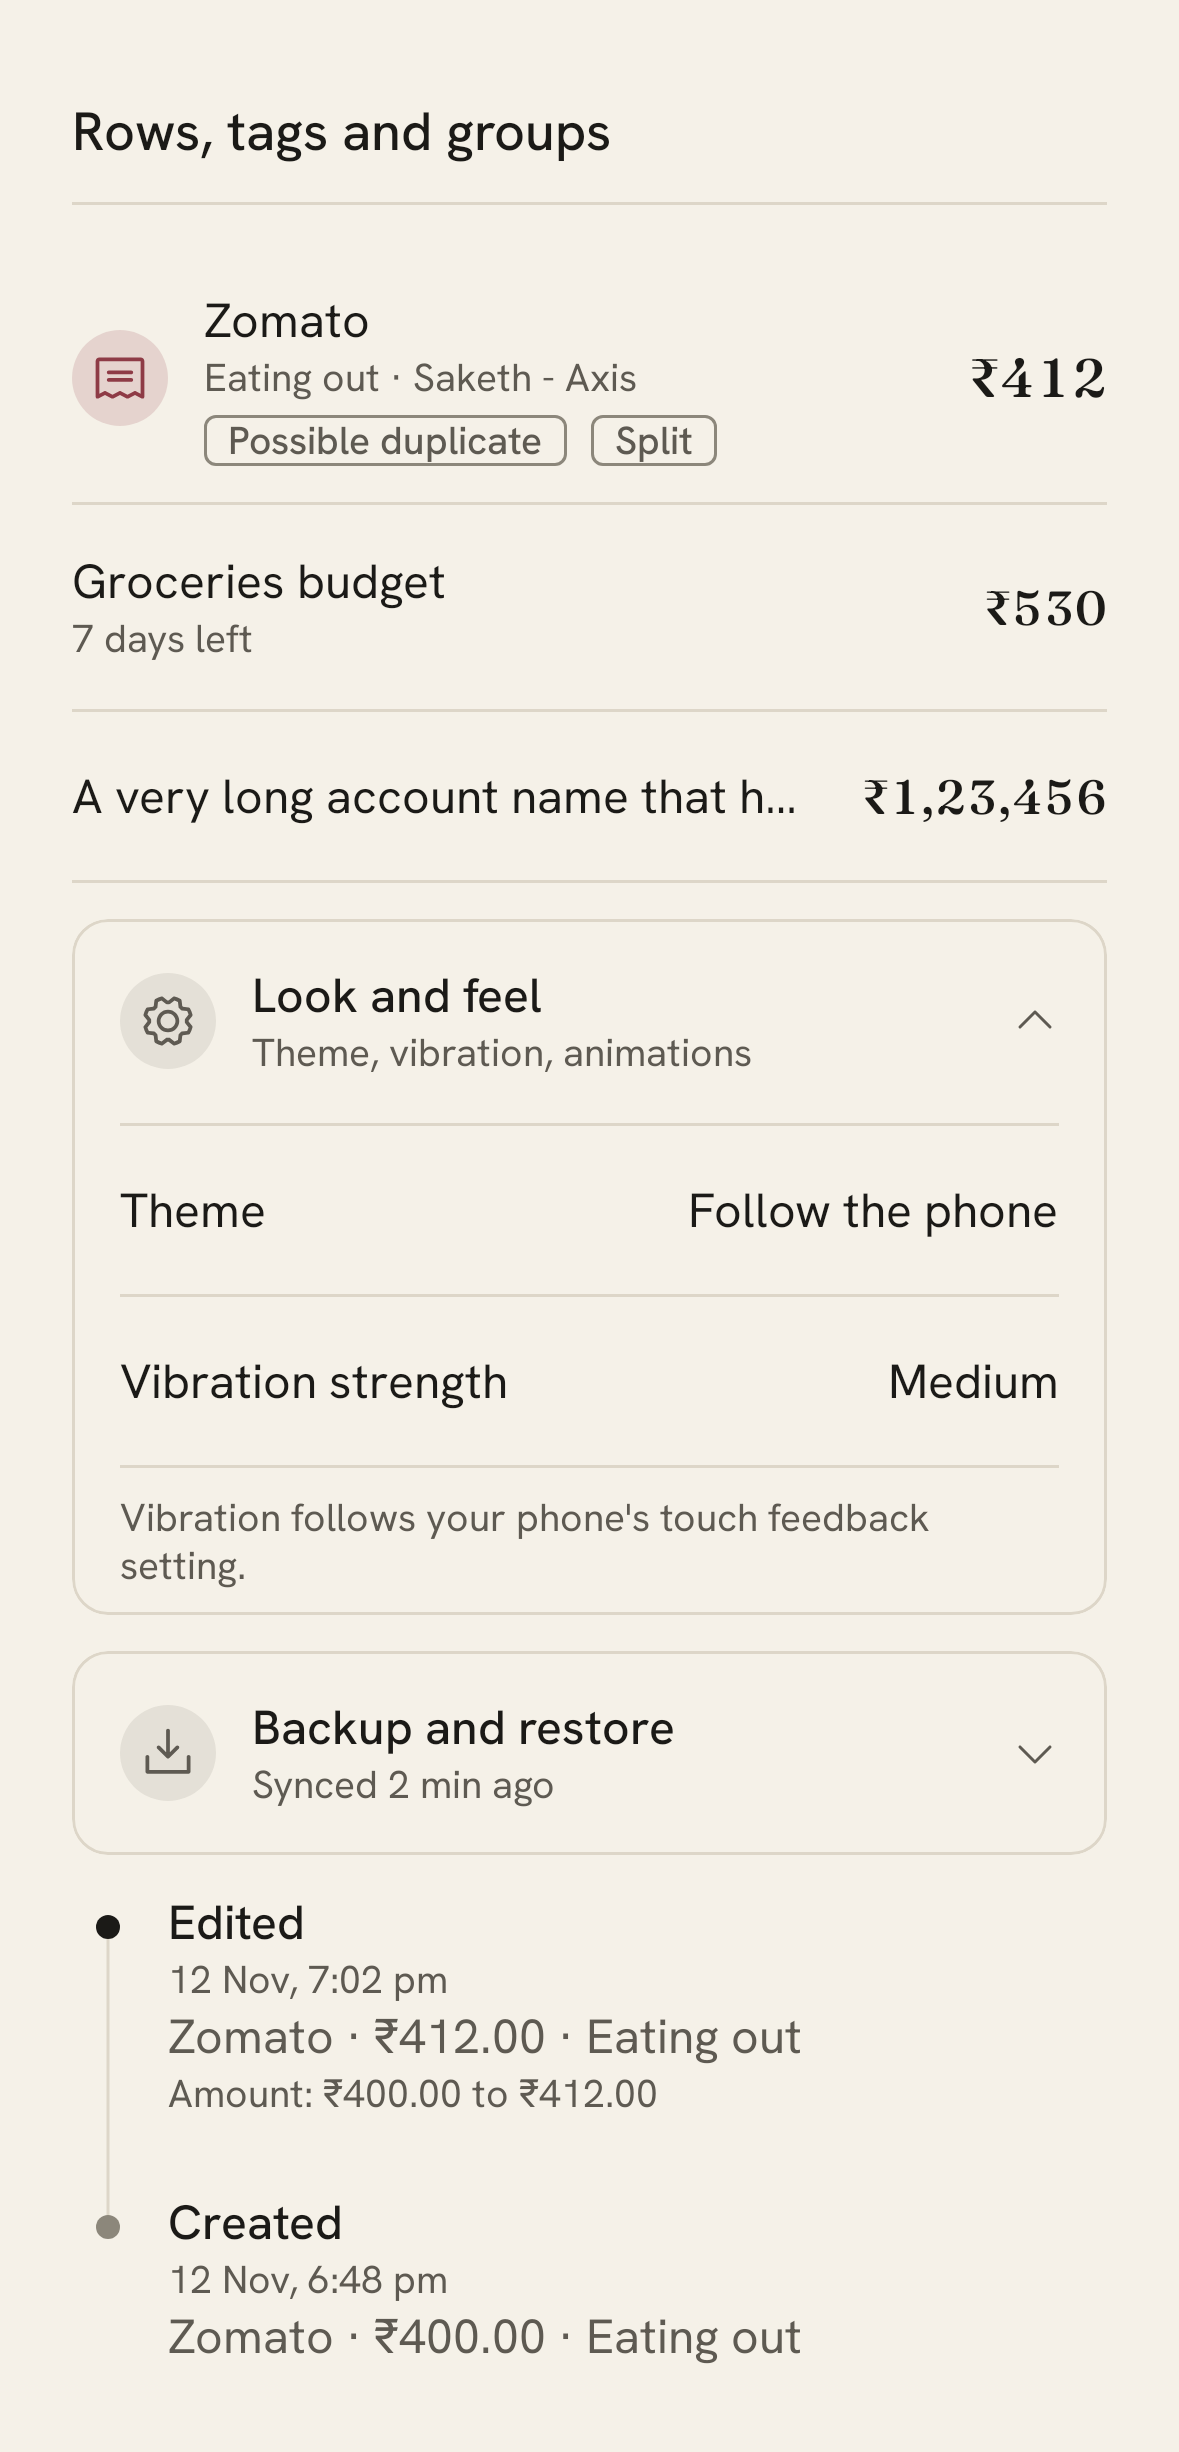 Rows, tags and groups
Zomato
Eating out · Saketh - Axis
₹412
Possible duplicate
Split
Groceries budget
7 days left
₹530
A very long account name that h...
₹1,23,456
Look and feel
Theme, vibration, animations
Theme
Follow the phone
Vibration strength
Medium
Vibration follows your phone's touch feedback
setting.
Backup and restore
Synced 2 min ago
Edited
12 Nov, 7:02 pm
Zomato · ₹412.00 · Eating out
Amount: ₹400.00 to ₹412.00
Created
12 Nov, 6:48 pm
Zomato · ₹400.00 · Eating out